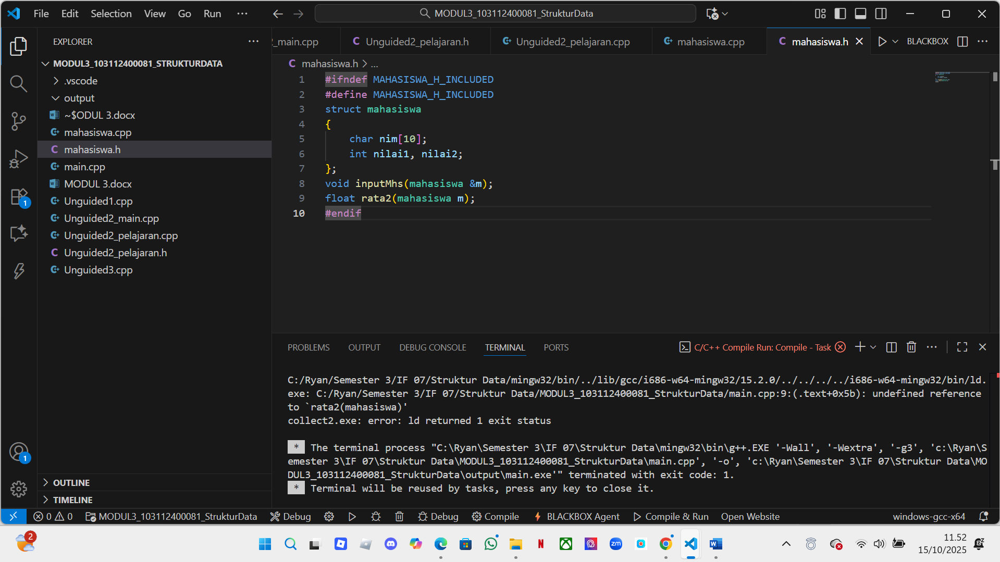 File Edit Selection View Go Run ··· MODUL3_103112400081_StrukturData
EXPLORER ···
MODUL3_103112400081_STRUKTURDATA
.vscode
output
~$ODUL 3.docx
mahasiswa.cpp
mahasiswa.h
main.cpp
MODUL 3.docx
Unguided1.cpp
Unguided2_main.cpp
Unguided2_pelajaran.cpp
Unguided2_pelajaran.h
Unguided3.cpp
OUTLINE
TIMELINE
1
1
_main.cpp Unguided2_pelajaran.h Unguided2_pelajaran.cpp mahasiswa.cpp mahasiswa.h BLACKBOX ···
mahasiswa.h > ...
1 #ifndef MAHASISWA_H_INCLUDED
2 #define MAHASISWA_H_INCLUDED
3 struct mahasiswa
4 {
5 char nim[10];
6 int nilai1, nilai2;
7 };
8 void inputMhs(mahasiswa &m);
9 float rata2(mahasiswa m);
10 #endif
PROBLEMS OUTPUT DEBUG CONSOLE TERMINAL PORTS C/C++ Compile Run: Compile - Task ···
C:/Ryan/Semester 3/IF 07/Struktur Data/mingw32/bin/../lib/gcc/i686-w64-mingw32/15.2.0/../../../../i686-w64-mingw32/bin/ld.
exe: C:/Ryan/Semester 3/IF 07/Struktur Data/MODUL3_103112400081_StrukturData/main.cpp:9:(.text+0x5b): undefined reference
to `rata2(mahasiswa)'
collect2.exe: error: ld returned 1 exit status
* The terminal process "C:\Ryan\Semester 3\IF 07\Struktur Data\mingw32\bin\g++.EXE '-Wall', '-Wextra', '-g3', 'c:\Ryan\S
emester 3\IF 07\Struktur Data\MODUL3_103112400081_StrukturData\main.cpp', '-o', 'c:\Ryan\Semester 3\IF 07\Struktur Data\MO
DUL3_103112400081_StrukturData\output\main.exe'" terminated with exit code: 1.
* Terminal will be reused by tasks, press any key to close it.
0 0 MODUL3_103112400081_StrukturData Debug Debug Compile BLACKBOX Agent Compile & Run Open Website windows-gcc-x64
2 zm N W 11.52
15/10/2025